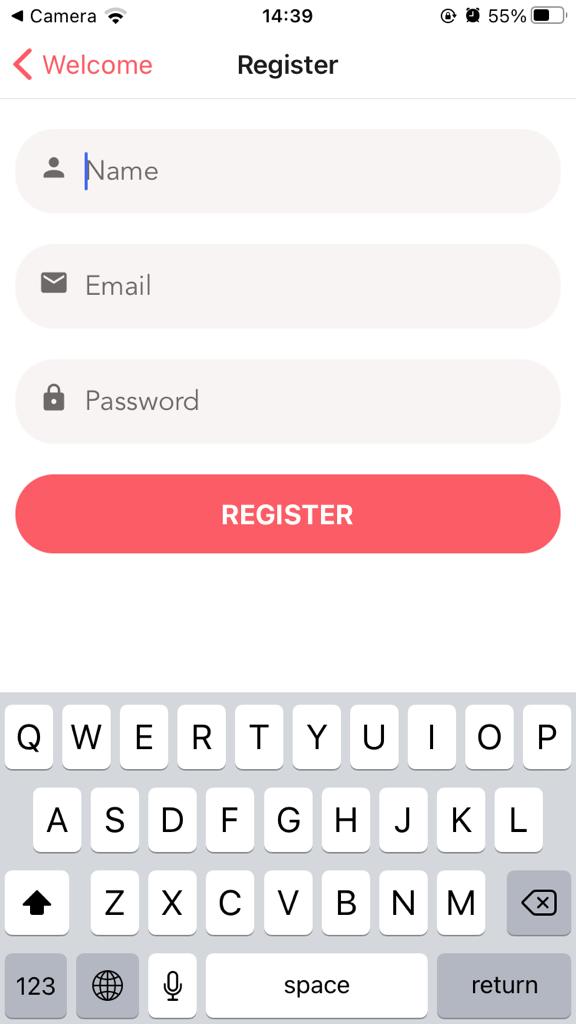 Camera 14:39 55%
Welcome Register
Name
Email
Password
REGISTER
Q W E R T Y U I O P
A S D F G H J K L
Z X C V B N M
123 space return